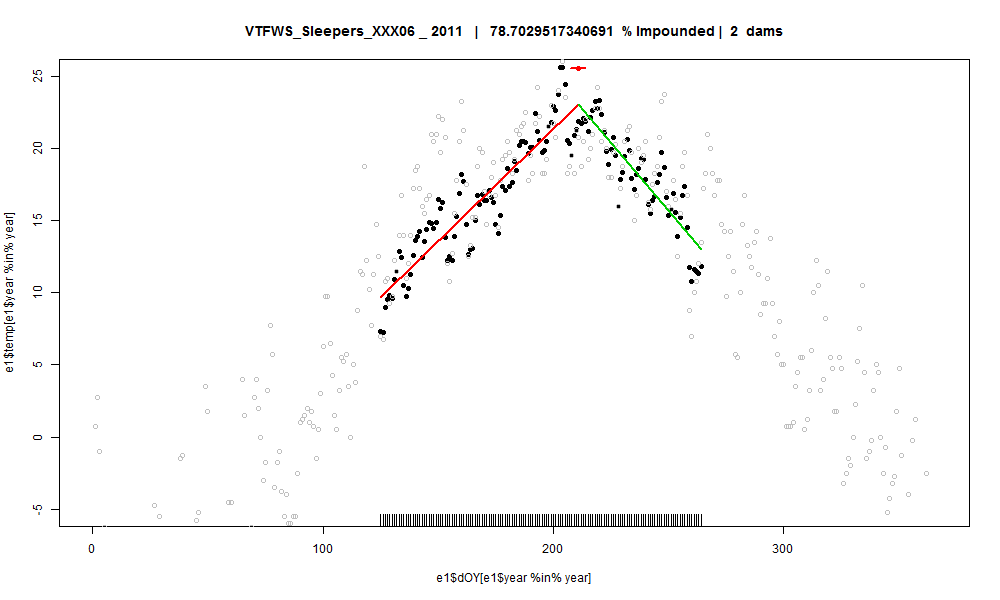 VTFWS_Sleepers_XXX06 _ 2011 | 78.7029517340691 % Impounded | 2 dams
25
20
15
10
5
0
-5
e1$temp[e1$year %in% year]
0 100 200 300
e1$dOY[e1$year %in% year]